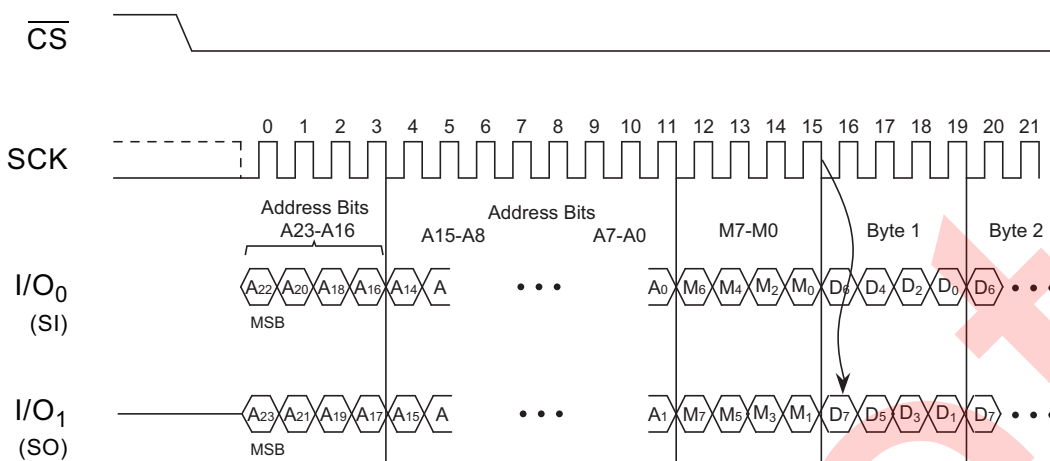 CS
SCK
0 1 2 3 4 5 6 7 8 9 10 11 12 13 14 15 16 17 18 19 20 21
Address Bits
A23-A16
Address Bits
A15-A8
A7-A0
M7-M0
Byte 1
Byte 2
I/O0
(SI)
A22 A20 A18 A16 A14 A • • • A0 M6 M4 M2 M0 D6 D4 D2 D0 D6 • • •
MSB
I/O1
(SO)
A23 A21 A19 A17 A15 A • • • A1 M7 M5 M3 M1 D7 D5 D3 D1 D7 • • •
MSB